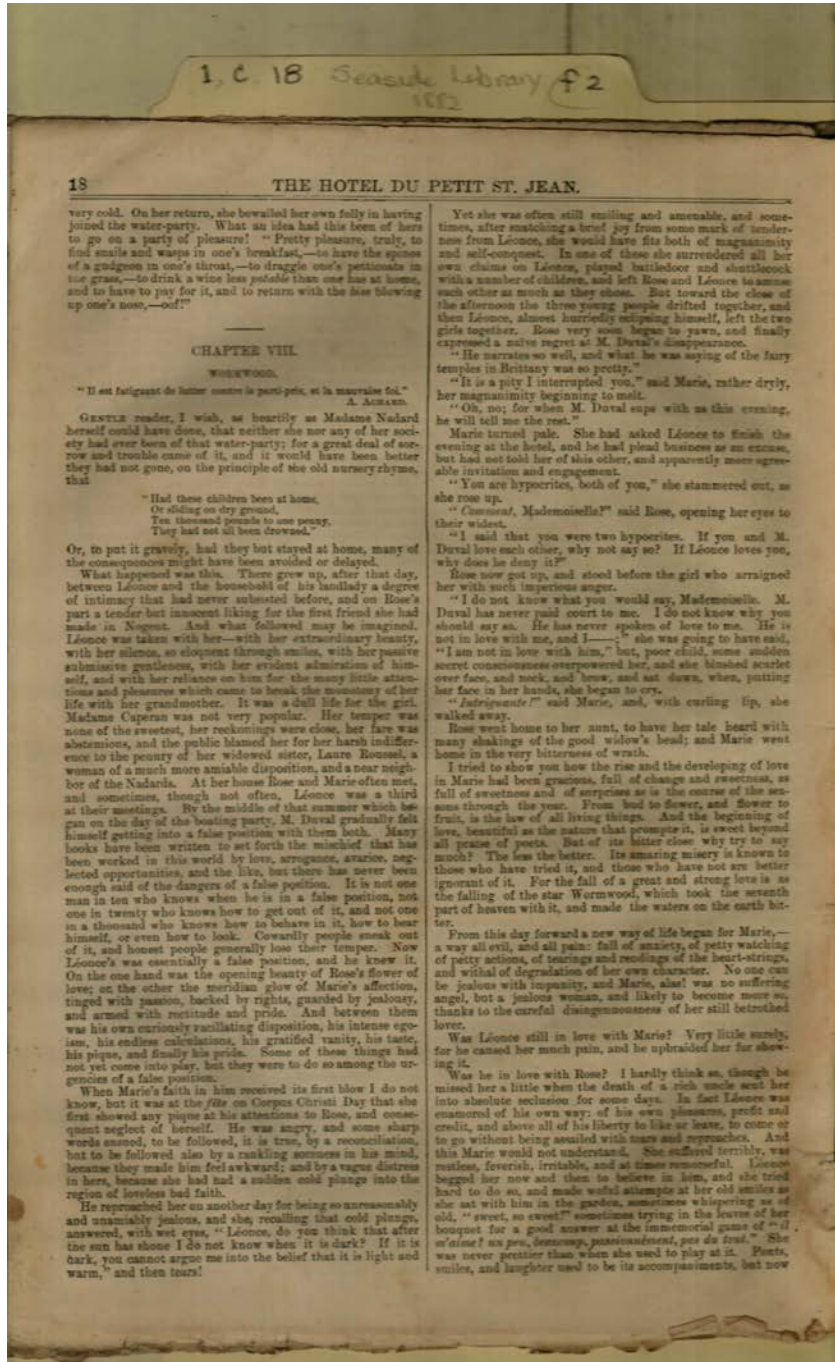 1. C. 18 Seaside Library f 2
1882
18 THE HOTEL DU PETIT ST. JEAN.
very cold. On her return, she bewailed her own folly in having
joined the water-party. What an idea had this been of hers
to go on a party of pleasure! "Pretty pleasure, truly, to
find snails and wasps in one's breakfast,—to have the spines
of a gudgeon in one's throat,—to draggle one's petticoats in
the grass,—to drink a wine less potable than one has at home,
and to have to pay for it, and to return with the bise blowing
up one's nose,—oof!"
CHAPTER VIII.
WORMWOOD.
"Il est fatiguant de lutter contre le parti-pris, et la mauvaise foi."
A. ACHARD.
GENTLE reader, I wish, as heartily as Madame Nadard
herself could have done, that neither she nor any of her soci-
ety had ever been of that water-party; for a great deal of sor-
row and trouble came of it, and it would have been better
they had not gone, on the principle of the old nursery rhyme,
that
"Had these children been at home,
Or sliding on dry ground,
Ten thousand pounds to one penny,
They had not all been drowned."
Or, to put it gravely, had they but stayed at home, many of
the consequences might have been avoided or delayed.
What happened was this. There grew up, after that day,
between Léonce and the household of his landlady a degree
of intimacy that had never subsisted before, and on Rose's
part a tender but innocent liking for the first friend she had
made in Nogent. And what followed may be imagined.
Léonce was taken with her—with her extraordinary beauty,
with her silence, so eloquent through smiles, with her passive
submissive gentleness, with her evident admiration of him-
self, and with her reliance on him for the many little atten-
tions and pleasures which came to break the monotony of her
life with her grandmother. It was a dull life for the girl.
Madame Caperan was not very popular. Her temper was
none of the sweetest, her reckonings were close, her fare was
abstemious, and the public blamed her for her harsh indiffer-
ence to the penury of her widowed sister, Laure Roussel, a
woman of a much more amiable disposition, and a near neigh-
bor of the Nadards. At her house Rose and Marie often met,
and sometimes, though not often, Léonce was a third
at their meetings. By the middle of that summer which be-
gan on the day of the boating party, M. Duval gradually felt
himself getting into a false position with them both. Many
books have been written to set forth the mischief that has
been worked in this world by love, arrogance, avarice, neg-
lected opportunities, and the like, but there has never been
enough said of the dangers of a false position. It is not one
man in ten who knows when he is in a false position, not
one in twenty who knows how to get out of it, and not one
in a thousand who knows how to behave in it, how to bear
himself, or even how to look. Cowardly people sneak out
of it, and honest people generally lose their temper. Now
Léonce's was essentially a false position, and he knew it.
On the one hand was the opening beauty of Rose's flower of
love; on the other the meridian glow of Marie's affection,
tinged with passion, backed by rights, guarded by jealousy,
and armed with rectitude and pride. And between them
was his own curiously vacillating disposition, his intense ego-
ism, his endless calculations, his gratified vanity, his taste,
his pique, and finally his pride. Some of these things had
not yet come into play, but they were to do so among the ur-
gencies of a false position.
When Marie's faith in him received its first blow I do not
know, but it was at the fête on Corpus Christi Day that she
first showed any pique at his attentions to Rose, and conse-
quent neglect of herself. He was angry, and some sharp
words ensued, to be followed, it is true, by a reconciliation,
but to be followed also by a rankling soreness in his mind,
because they made him feel awkward; and by a vague distress
in hers, because she had had a sudden cold plunge into the
region of loveless bad faith.
He reproached her on another day for being so unreasonably
and unamiably jealous, and she, recalling that cold plunge,
answered, with wet eyes, "Léonce, do you think that after
the sun has shone I do not know when it is dark? If it is
dark, you cannot argue me into the belief that it is light and
warm," and then tears!
Yet she was often still smiling and amenable, and some-
times, after snatching a brief joy from some mark of tender-
ness from Léonce, she would have fits both of magnanimity
and self-conquest. In one of these she surrendered all her
own claims on Léonce, played battledoor and shuttlecock
with a number of children, and left Rose and Léonce to amuse
each other as much as they chose. But toward the close of
the afternoon the three young people drifted together, and
then Léonce, almost hurriedly eclipsing himself, left the two
girls together. Rose very soon began to yawn, and finally
expressed a naïve regret at M. Duval's disappearance.
"He narrates so well, and what he was saying of the fairy
temples in Brittany was so pretty."
"It is a pity I interrupted you," said Marie, rather dryly,
her magnanimity beginning to melt.
"Oh, no; for when M. Duval sups with us this evening,
he will tell me the rest."
Marie turned pale. She had asked Léonce to finish the
evening at the hotel, and he had plead business as an excuse,
but had not told her of this other, and apparently more agree-
able invitation and engagement.
"You are hypocrites, both of you," she stammered out, as
she rose up.
"Comment, Mademoiselle?" said Rose, opening her eyes to
their widest.
"I said that you were two hypocrites. If you and M.
Duval love each other, why not say so? If Léonce loves you,
why does he deny it?"
Rose now got up, and stood before the girl who arraigned
her with such imperious anger.
"I do not know what you would say, Mademoiselle. M.
Duval has never paid court to me. I do not know why you
should say so. He has never spoken of love to me. He is
not in love with me, and I——;" she was going to have said,
"I am not in love with him," but, poor child, some sudden
secret consciousness overpowered her, and she blushed scarlet
over face, and neck, and brow, and sat down, when, putting
her face in her hands, she began to cry.
"Intriguante!" said Marie, and, with curling lip, she
walked away.
Rose went home to her aunt, to have her tale heard with
many shakings of the good widow's head; and Marie went
home in the very bitterness of wrath.
I tried to show you how the rise and the developing of love
in Marie had been gracious, full of change and sweetness, as
full of sweetness and of surprises as is the course of the sea-
sons through the year. From bud to flower, and flower to
fruit, is the law of all living things. And the beginning of
love, beautiful as the nature that prompts it, is sweet beyond
all praise of poets. But of its bitter close why try to say
much? The less the better. Its amazing misery is known to
those who have tried it, and those who have not are better
ignorant of it. For the fall of a great and strong love is as
the falling of the star Wormwood, which took the seventh
part of heaven with it, and made the waters on the earth bit-
ter.
From this day forward a new way of life began for Marie,—
a way all evil, and all pain: full of anxiety, of petty watching
of petty actions, of tearings and rendings of the heart-strings,
and withal of degradation of her own character. No one can
be jealous with impunity, and Marie, alas! was no suffering
angel, but a jealous woman, and likely to become more so,
thanks to the careful disingenuousness of her still betrothed
lover.
Was Léonce still in love with Marie? Very little surely,
for he caused her much pain, and he upbraided her for show-
ing it.
Was he in love with Rose? I hardly think so, though he
missed her a little when the death of a rich uncle sent her
into absolute seclusion for some days. In fact Léonce was
enamored of his own way: of his own pleasures, profit and
credit, and above all of his liberty to like or leave, to come or
to go without being assailed with tears and reproaches. And
this Marie would not understand. She suffered terribly, was
restless, feverish, irritable, and at times remorseful. Léonce
begged her now and then to believe in him, and she tried
hard to do so, and made woful attempts at her old smiles as
she sat with him in the garden, sometimes whispering as of
old, "sweet, so sweet!" sometimes trying in the leaves of her
bouquet for a good answer at the immemorial game of "il
m'aime? un peu, beaucoup, passionnément, pas du tout." She
was never prettier than when she used to play at it. Pouts,
smiles, and laughter used to be its accompaniments, but now